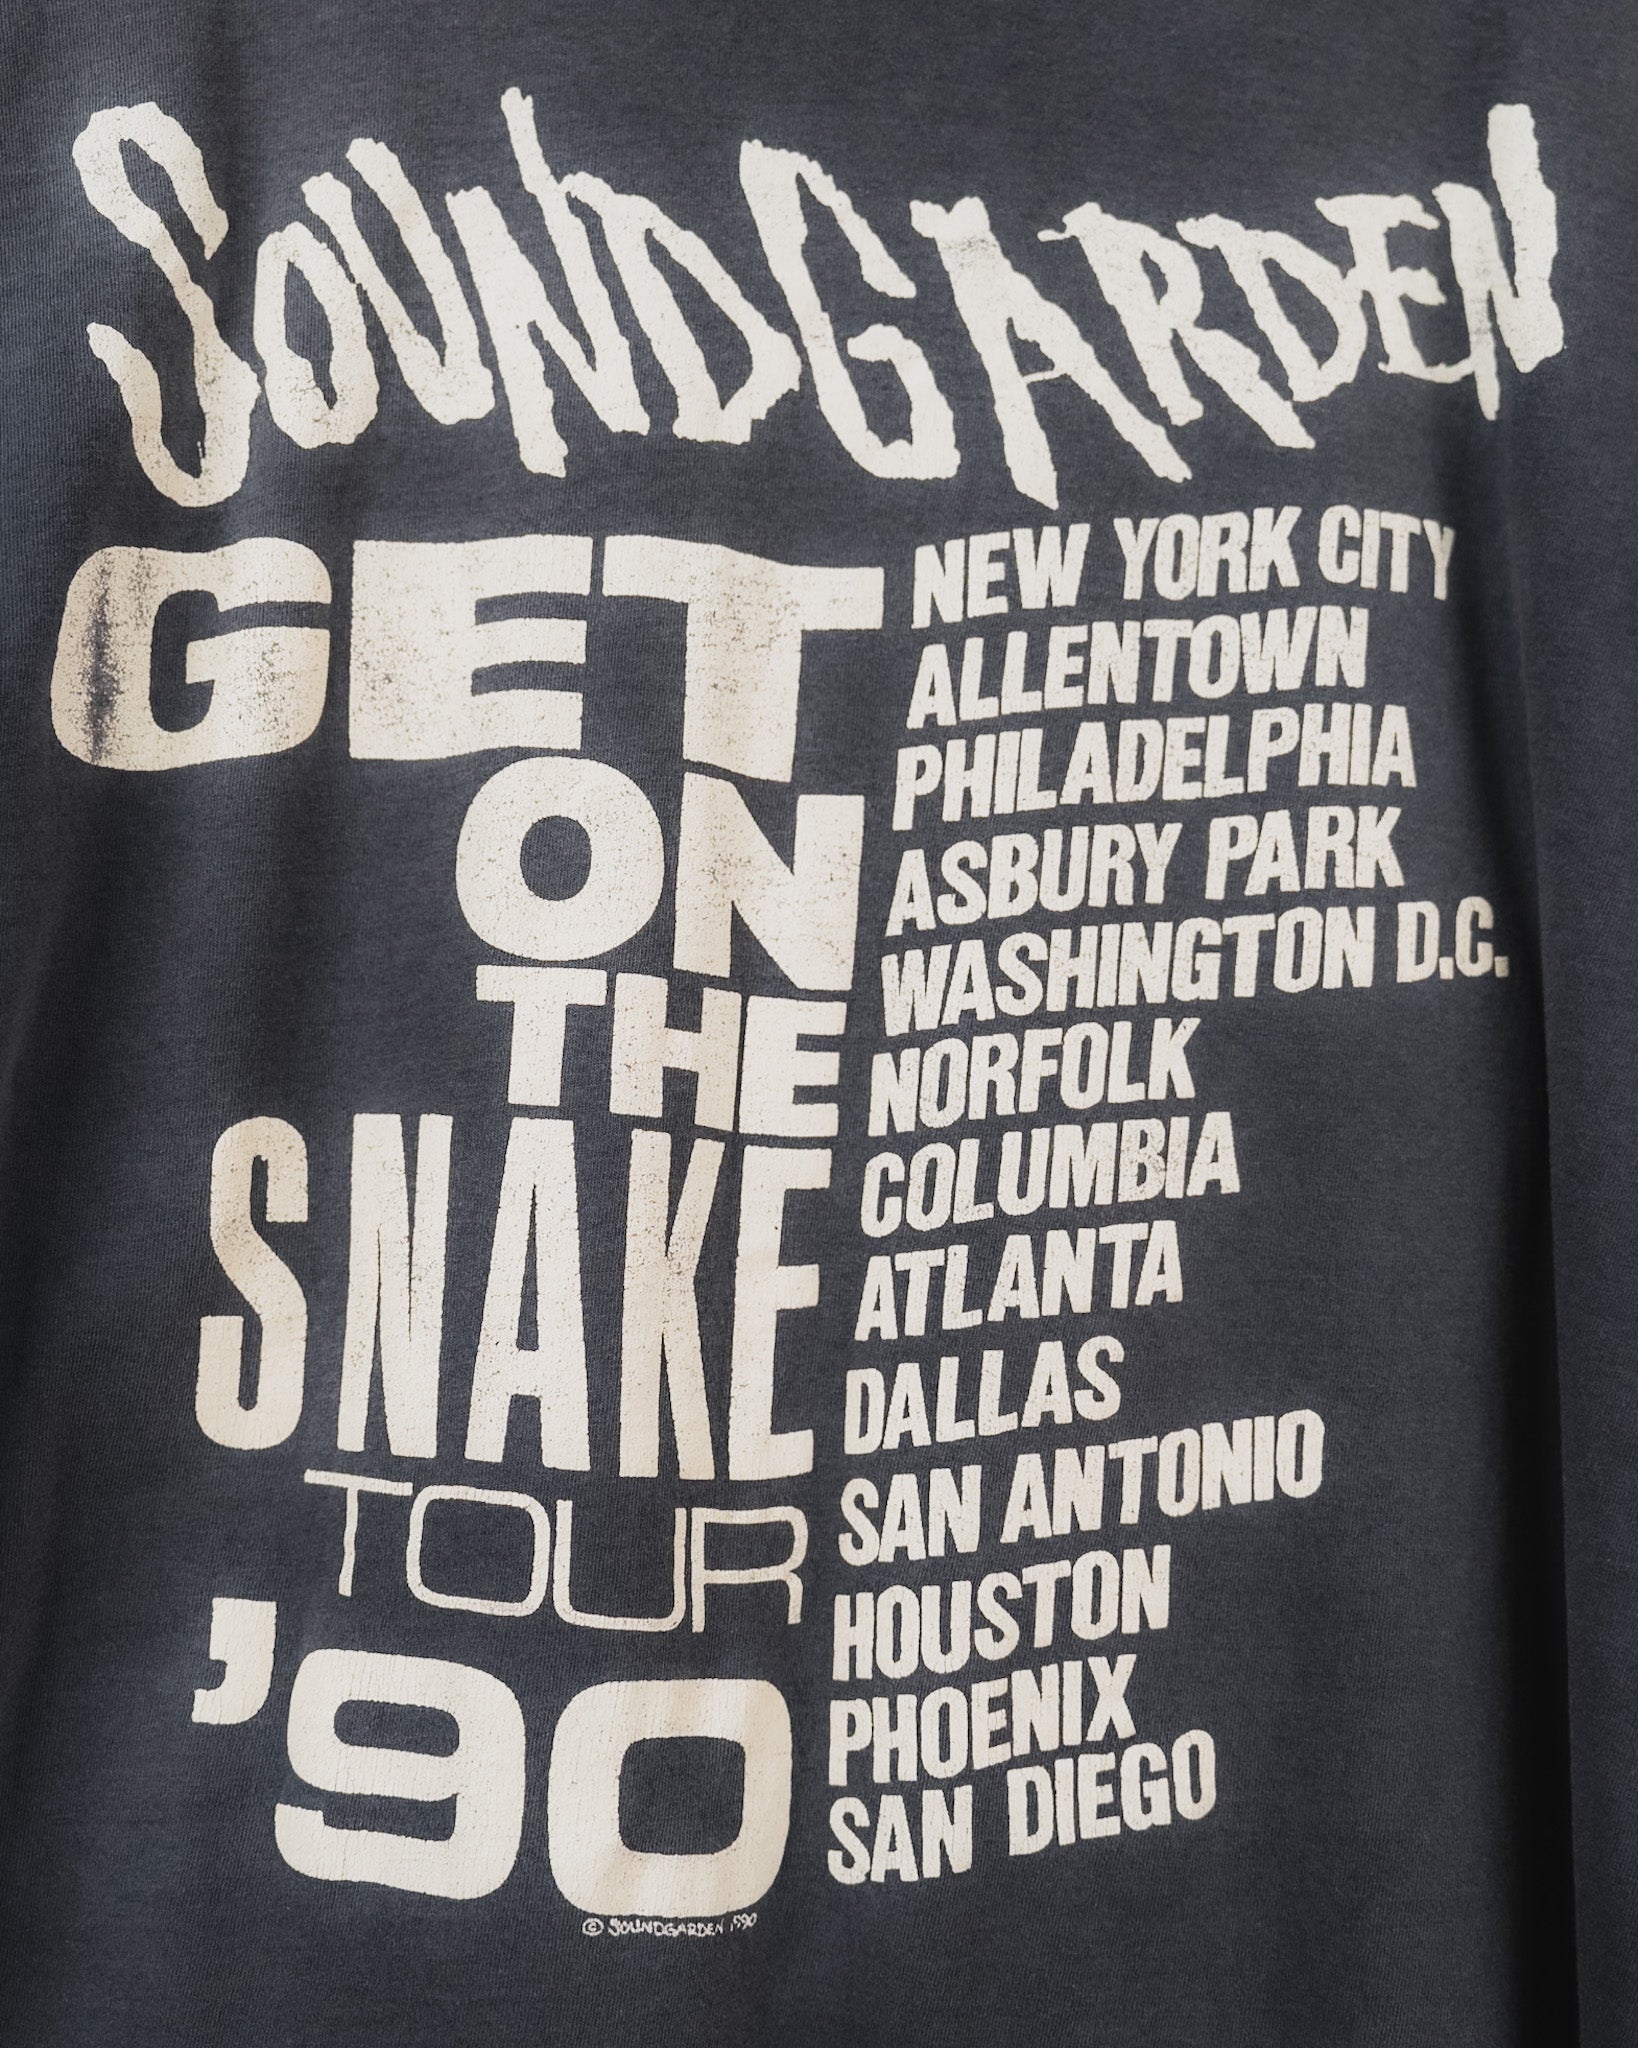 SOUNDGARDEN
GET
ON
THE
SNAKE
TOUR
'90
NEW YORK CITY
ALLENTOWN
PHILADELPHIA
ASBURY PARK
WASHINGTON D.C.
NORFOLK
COLUMBIA
ATLANTA
DALLAS
SAN ANTONIO
HOUSTON
PHOENIX
SAN DIEGO
© SOUNDGARDEN 1990